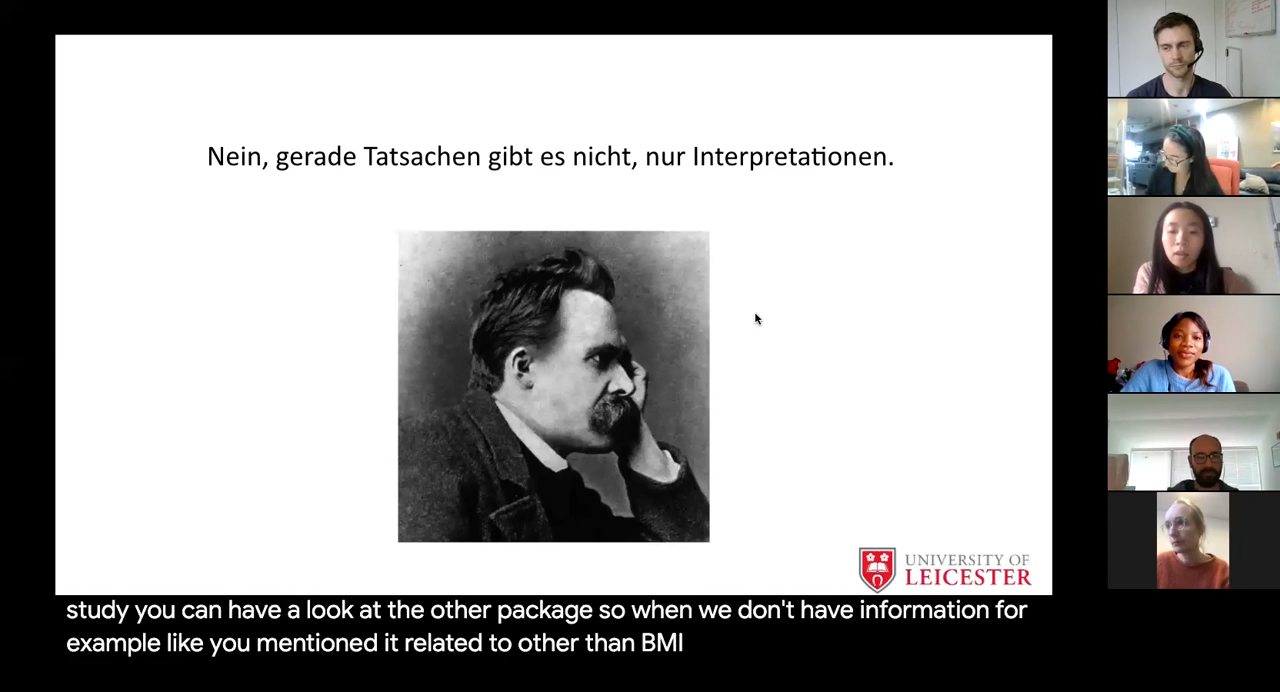 Nein, gerade Tatsachen gibt es nicht, nur Interpretationen.
UNIVERSITY OF
LEICESTER
study you can have a look at the other package so when we don't have information for
example like you mentioned it related to other than BMI